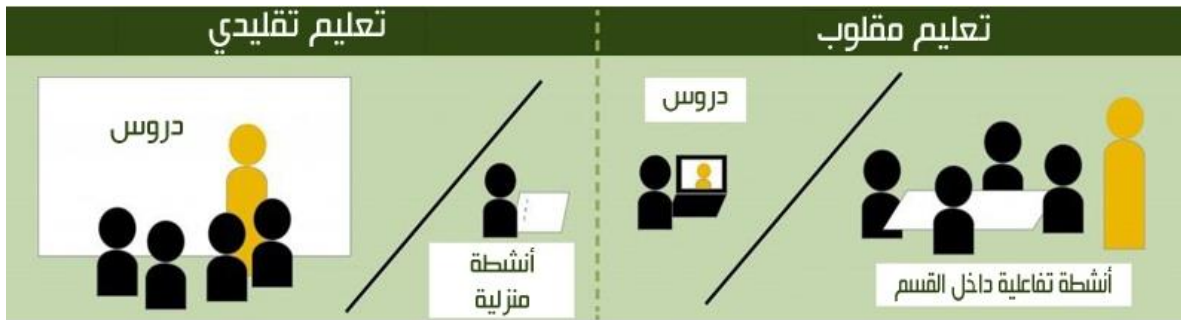 تعليم مقلوب
تعليم تقليدي
دروس
أنشطة تفاعلية داخل القسم
دروس
أنشطة
منزلية